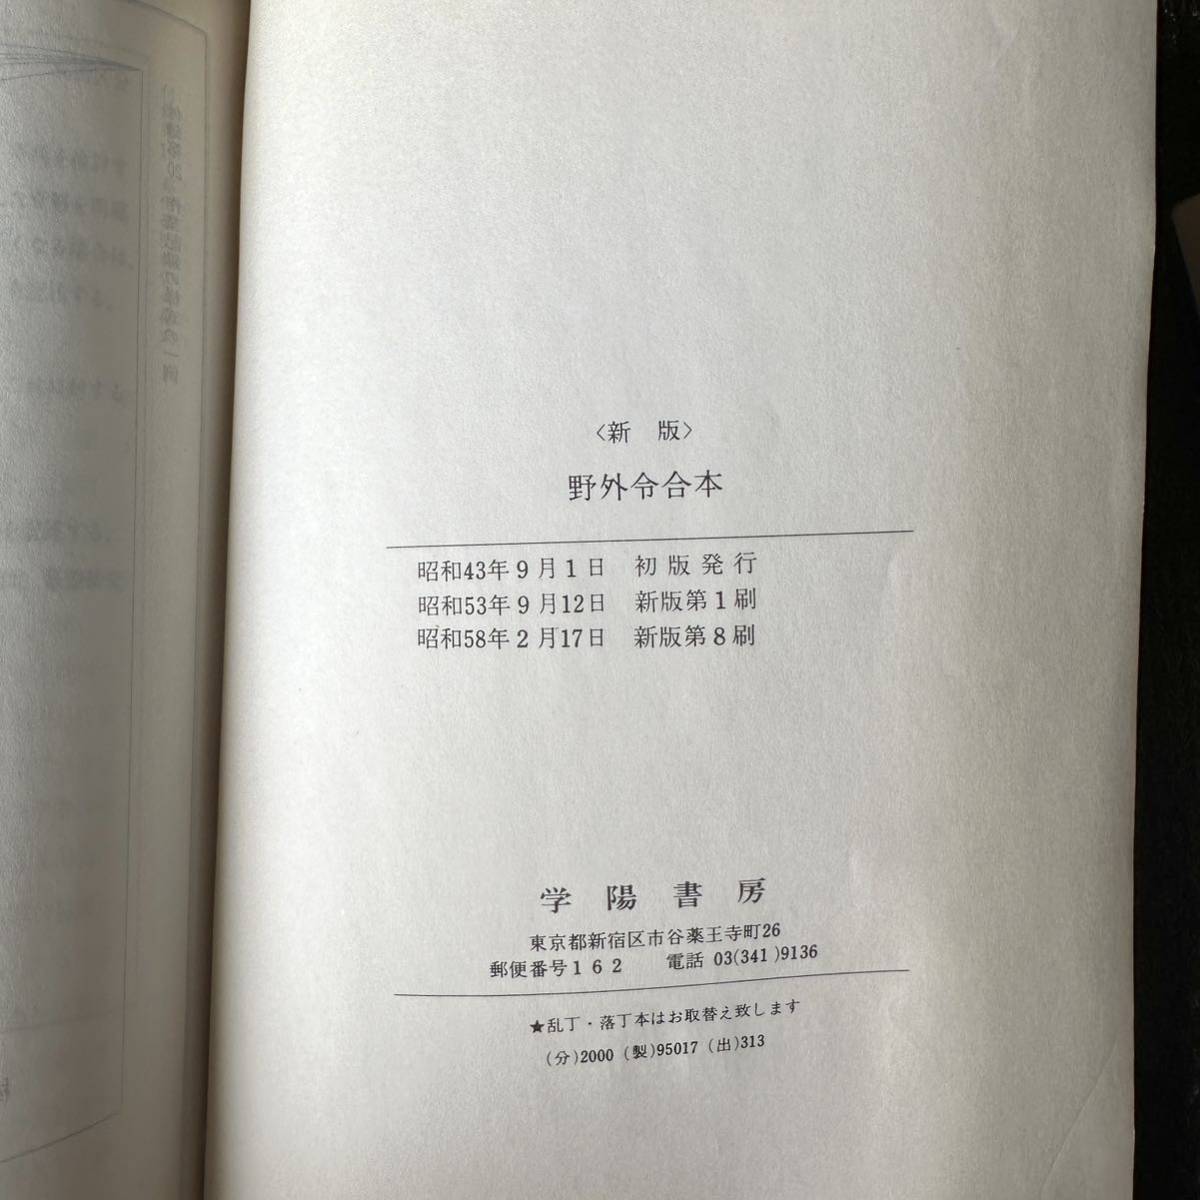 〈新　版〉
野外令合本
昭和43年9月1日　初版発行
昭和53年9月12日　新版第1刷
昭和58年2月17日　新版第8刷
学陽書房
東京都新宿区市谷薬王寺町26
郵便番号162　電話 03(341)9136
★乱丁・落丁本はお取替え致します
(分)2000 (製)95017 (出)313